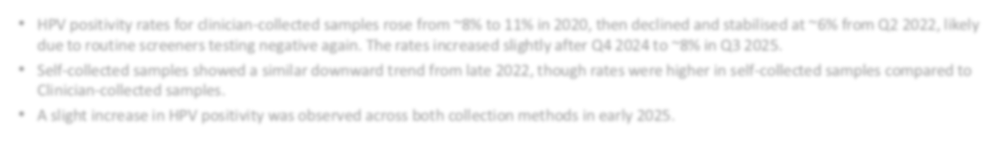 • HPV positivity rates for clinician-collected samples rose from ~8% to 11% in 2020, then declined and stabilised at ~6% from Q2 2022, likely
due to routine screeners testing negative again. The rates increased slightly after Q4 2024 to ~8% in Q3 2025.
• Self-collected samples showed a similar downward trend from late 2022, though rates were higher in self-collected samples compared to
Clinician-collected samples.
• A slight increase in HPV positivity was observed across both collection methods in early 2025.